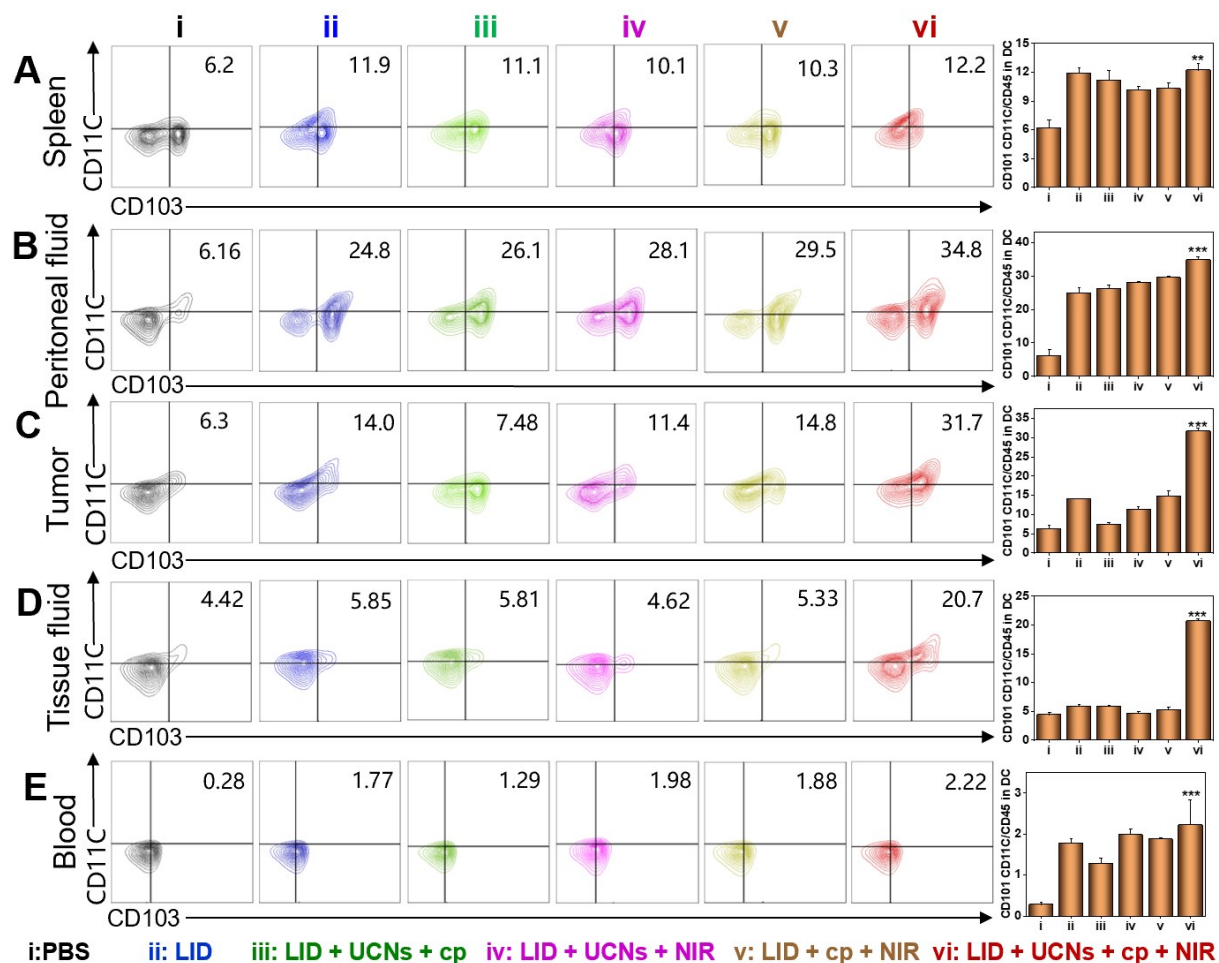 i ii iii iv v vi
A
Spleen
CD11C
6.2 11.9 11.1 10.1 10.3 12.2
CD103
CD101 CD11C/CD45 in DC
15
12
9
6
3
0
**
i ii iii iv v vi
B
Peritoneal fluid
CD11C
6.16 24.8 26.1 28.1 29.5 34.8
CD103
CD101 CD11C/CD45 in DC
40
30
20
10
0
***
i ii iii iv v vi
C
Tumor
CD11C
6.3 14.0 7.48 11.4 14.8 31.7
CD103
CD101 CD11C/CD45 in DC
35
30
25
20
15
10
5
0
***
i ii iii iv v vi
D
Tissue fluid
CD11C
4.42 5.85 5.81 4.62 5.33 20.7
CD103
CD101 CD11C/CD45 in DC
25
20
15
10
5
0
***
i ii iii iv v vi
E
Blood
CD11C
0.28 1.77 1.29 1.98 1.88 2.22
CD103
CD101 CD11C/CD45 in DC
3
2
1
0
***
i ii iii iv v vi
i:PBS ii: LID iii: LID + UCNs + cp iv: LID + UCNs + NIR v: LID + cp + NIR vi: LID + UCNs + cp + NIR